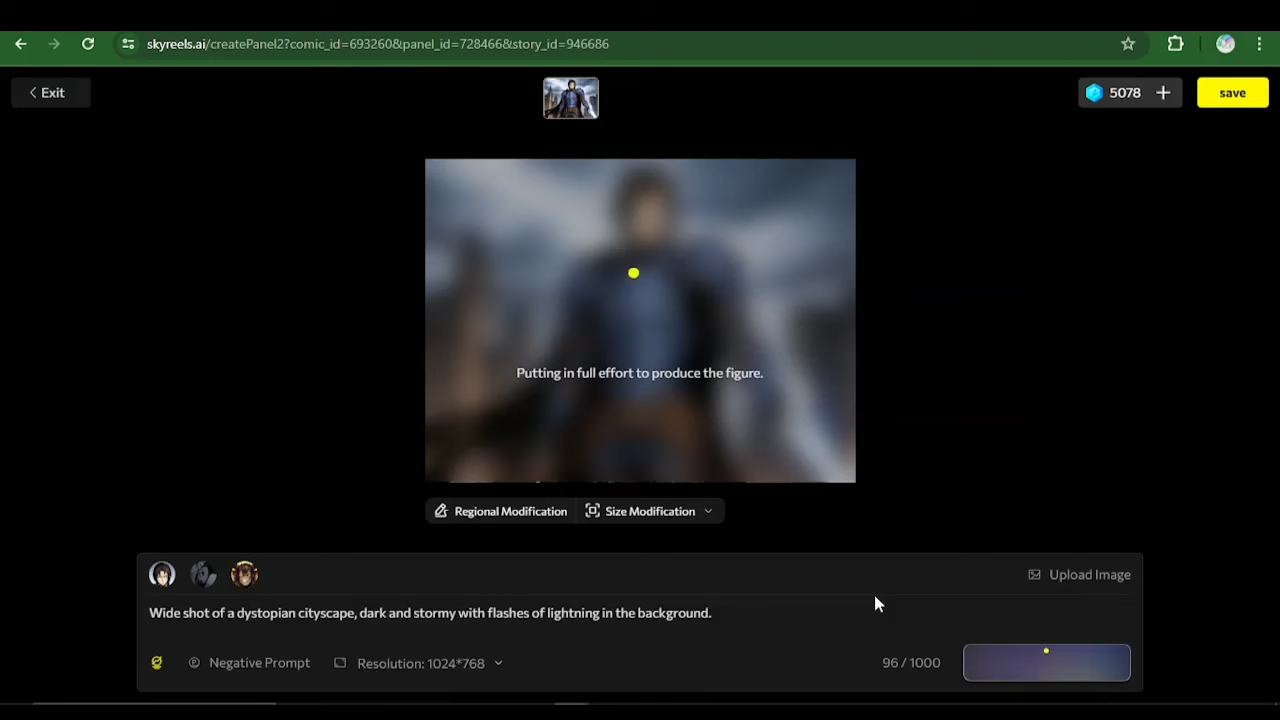 skyreels.ai/createPanel2?comic_id=693260&panel_id=728466&story_id=946686
Exit
5078
save
Putting in full effort to produce the figure.
Regional Modification
Size Modification
Upload Image
Wide shot of a dystopian cityscape, dark and stormy with flashes of lightning in the background.
Negative Prompt
Resolution: 1024*768
96 / 1000